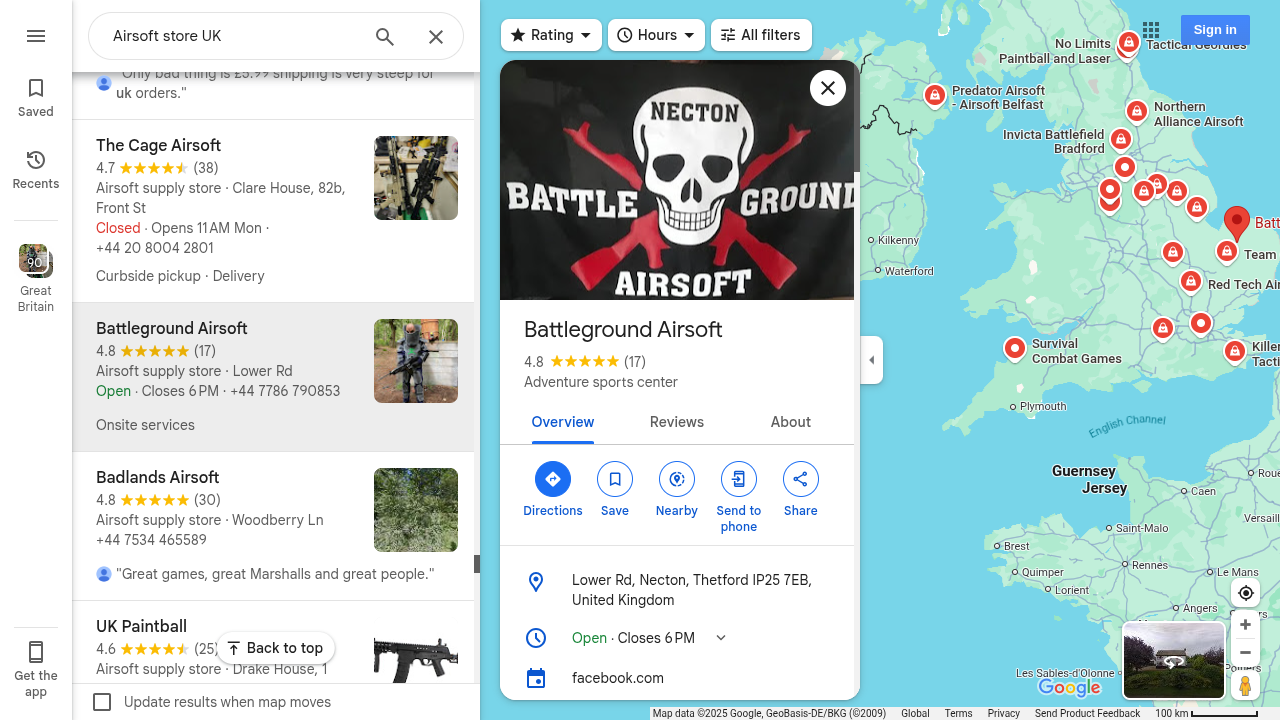 Airsoft store UK
Saved
Recents
90
Great
Britain
Get the
app
"Only bad thing is £5.99 shipping is very steep for
uk orders."
The Cage Airsoft
4.7 (38)
Airsoft supply store · Clare House, 82b,
Front St
Closed · Opens 11 AM Mon ·
+44 20 8004 2801
Curbside pickup · Delivery
Battleground Airsoft
4.8 (17)
Airsoft supply store · Lower Rd
Open · Closes 6 PM · +44 7786 790853
Onsite services
Badlands Airsoft
4.8 (30)
Airsoft supply store · Woodberry Ln
+44 7534 465589
"Great games, great Marshalls and great people."
UK Paintball
4.6 (25)
Airsoft supply store · Drake House, 1
Back to top
Update results when map moves
Rating
Hours
All filters
NECTON
BATTLE GROUND
AIRSOFT
Battleground Airsoft
4.8 (17)
Adventure sports center
Overview
Reviews
About
Directions
Save
Nearby
Send to
phone
Share
Lower Rd, Necton, Thetford IP25 7EB,
United Kingdom
Open · Closes 6 PM
facebook.com
Sign in
No Limits
Paintball and Laser
Tactical Geordies
Predator Airsoft
- Airsoft Belfast
Northern
Alliance Airsoft
Invicta Battlefield
Bradford
Kilkenny
Waterford
Batt
Team
Red Tech Air
Survival
Combat Games
Killer
Tacti
Plymouth
English Channel
Guernsey
Jersey
Caen
Roue
Saint-Malo
Versaill
Brest
Rennes
Le Mans
Quimper
Lorient
Angers
Les Sables-d'Olonne
Poitiers
Google
Map data ©2025 Google, GeoBasis-DE/BKG (©2009)
Global
Terms
Privacy
Send Product Feedback
100 km